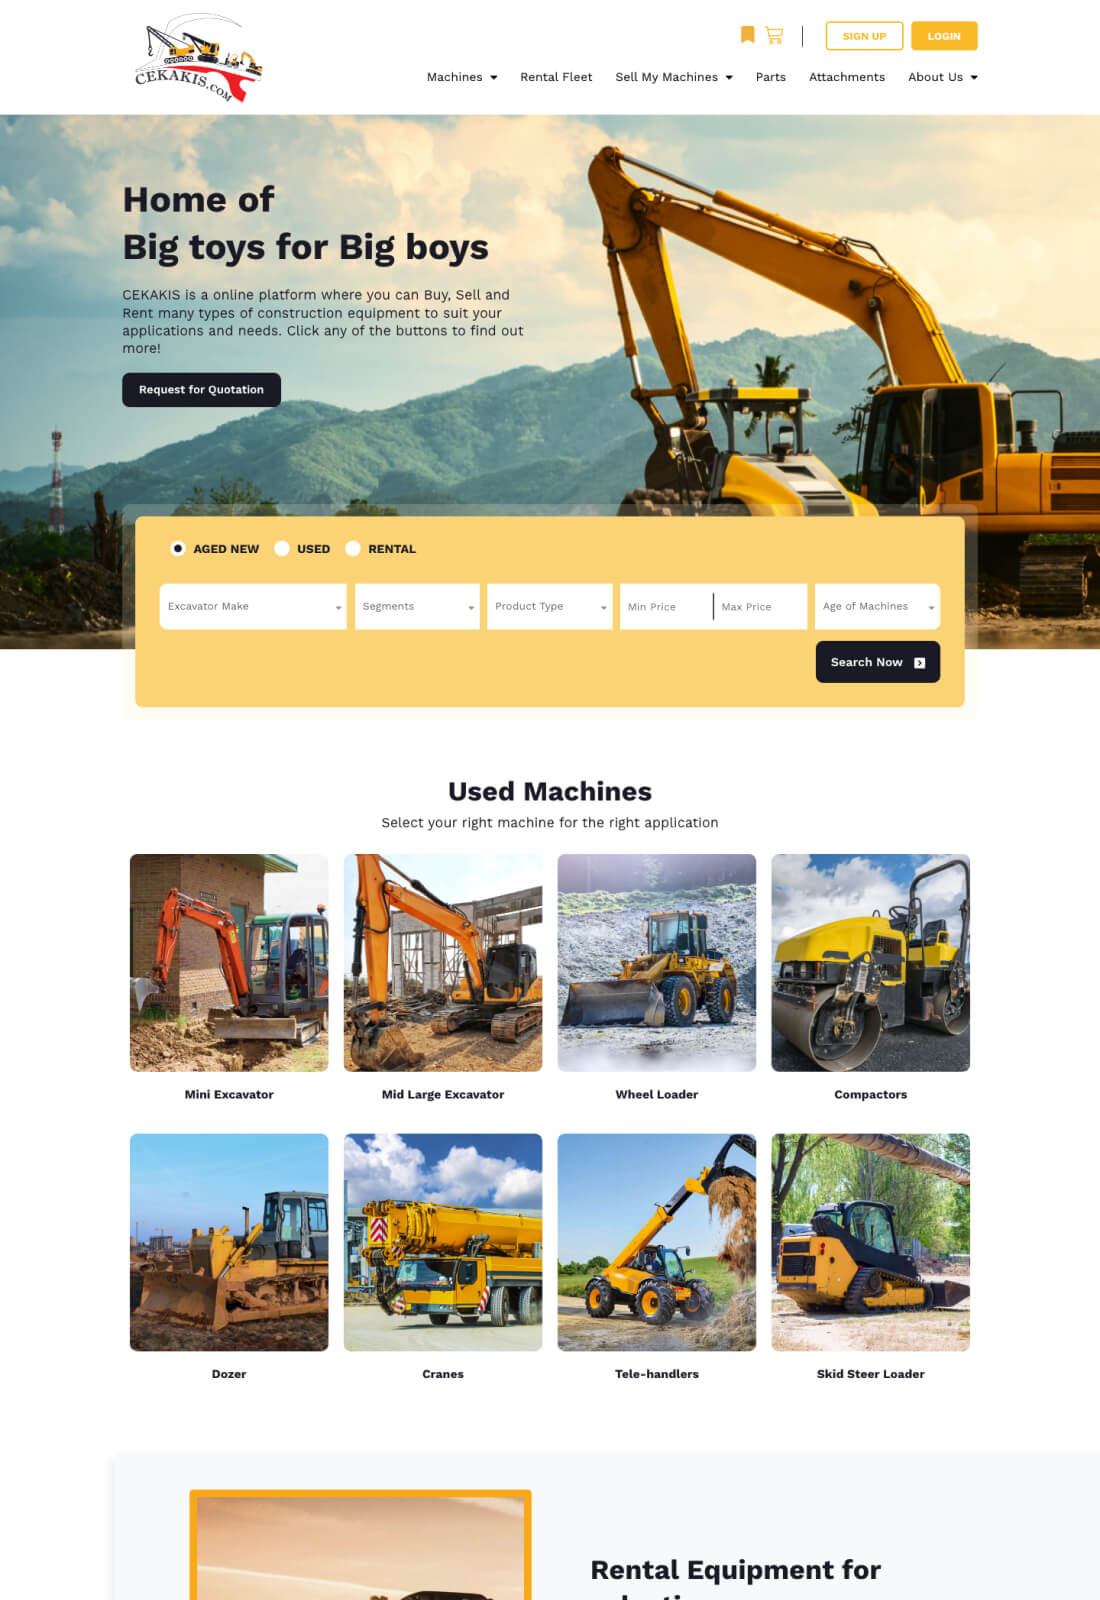 CEKAKIS.COM
SIGN UP
LOGIN
Machines
Rental Fleet
Sell My Machines
Parts
Attachments
About Us
Home of
Big toys for Big boys
CEKAKIS is a online platform where you can Buy, Sell and
Rent many types of construction equipment to suit your
applications and needs. Click any of the buttons to find out
more!
Request for Quotation
AGED NEW
USED
RENTAL
Excavator Make
Segments
Product Type
Min Price
Max Price
Age of Machines
Search Now
Used Machines
Select your right machine for the right application
Mini Excavator
Mid Large Excavator
Wheel Loader
Compactors
Dozer
Cranes
Tele-handlers
Skid Steer Loader
Rental Equipment for